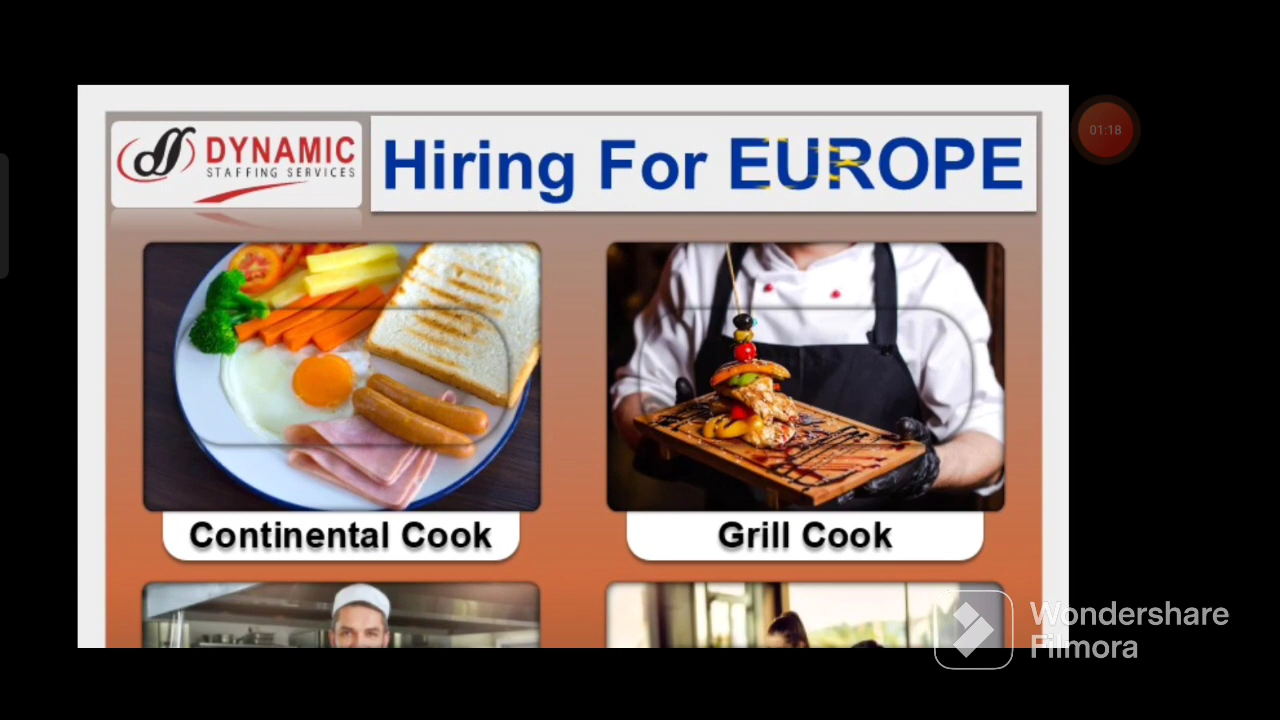 DYNAMIC
STAFFING SERVICES
Hiring For EUROPE
01:18
Continental Cook
Grill Cook
Wondershare
Filmora